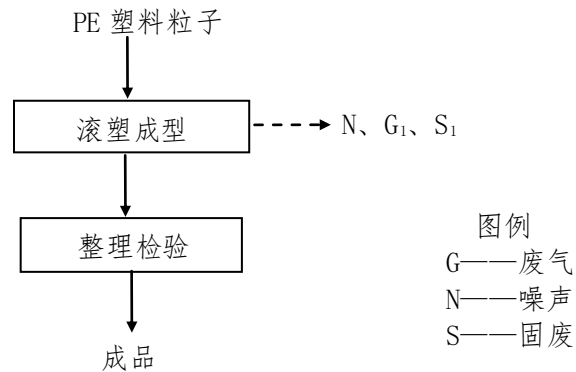 PE 塑料粒子
滚塑成型
N、G₁、S₁
整理检验
成品
图例
G——废气
N——噪声
S——固废